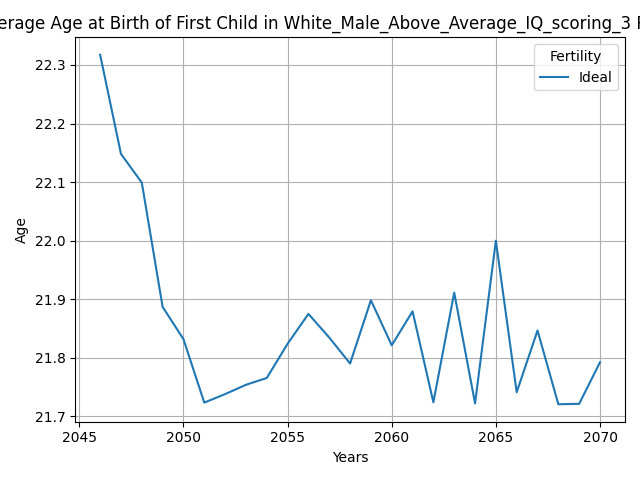 erage Age at Birth of First Child in White_Male_Above_Average_IQ_scoring_3
Fertility
Ideal
22.3
22.2
22.1
22.0
21.9
21.8
21.7
Age
2045 2050 2055 2060 2065 2070
Years